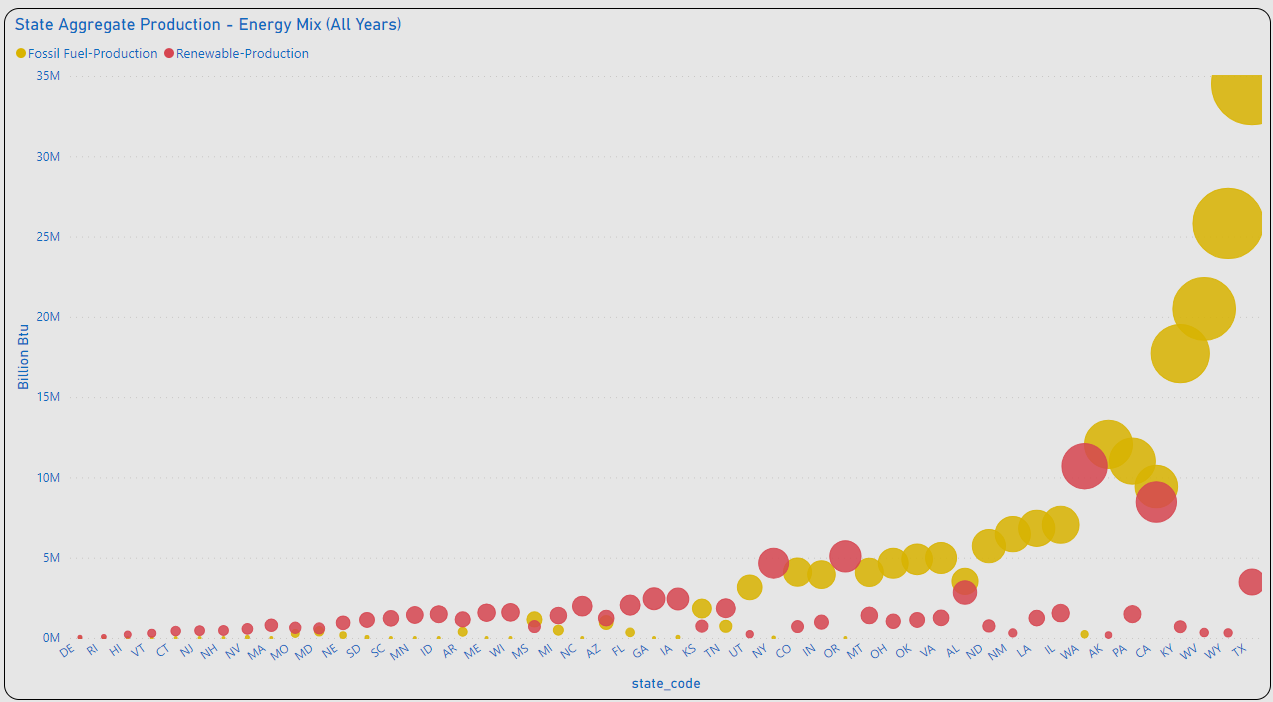 State Aggregate Production - Energy Mix (All Years)
Fossil Fuel-Production Renewable-Production
35M
30M
25M
20M
15M
10M
5M
0M
Billion Btu
DE RI HI VT CT NJ NH NV MA MO MD NE SD SC MN ID AR ME WI MS MI NC AZ FL GA IA KS TN UT NY CO IN OR MT OH OK VA AL ND NM LA IL WA AK PA CA KY WV WY TX
state_code